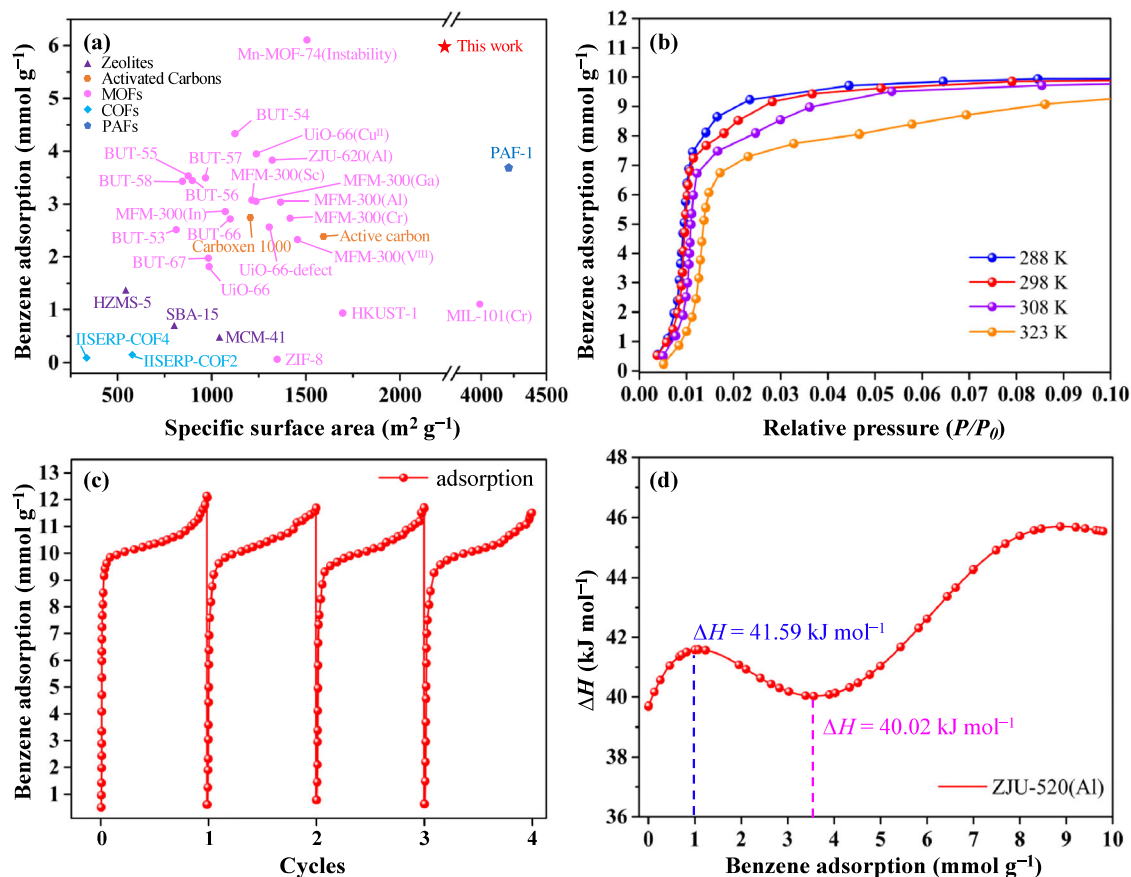 (a)
Zeolites
Activated Carbons
MOFs
COFs
PAFs
This work
Mn-MOF-74(Instability)
BUT-54
UiO-66(Cuᴵᴵ)
BUT-55
BUT-57
ZJU-620(Al)
PAF-1
BUT-58
BUT-56
MFM-300(Sc)
MFM-300(Ga)
MFM-300(Al)
MFM-300(In)
BUT-66
MFM-300(Cr)
BUT-53
Carboxen 1000
Active carbon
BUT-67
UiO-66-defect
MFM-300(Vᴵᴵᴵ)
UiO-66
HZMS-5
SBA-15
HKUST-1
MIL-101(Cr)
MCM-41
IISERP-COF4
IISERP-COF2
ZIF-8
0
1
2
3
4
5
6
500
1000
1500
2000
4000
4500
Benzene adsorption (mmol g⁻¹)
Specific surface area (m² g⁻¹)
(b)
288 K
298 K
308 K
323 K
0
1
2
3
4
5
6
7
8
9
10
11
12
0.00
0.01
0.02
0.03
0.04
0.05
0.06
0.07
0.08
0.09
0.10
Benzene adsorption (mmol g⁻¹)
Relative pressure (P/P₀)
(c)
adsorption
1
2
3
4
5
6
7
8
9
10
11
12
13
0
1
2
3
4
Benzene adsorption (mmol g⁻¹)
Cycles
(d)
ΔH = 41.59 kJ mol⁻¹
ΔH = 40.02 kJ mol⁻¹
ZJU-520(Al)
36
38
40
42
44
46
48
0
1
2
3
4
5
6
7
8
9
10
ΔH (kJ mol⁻¹)
Benzene adsorption (mmol g⁻¹)